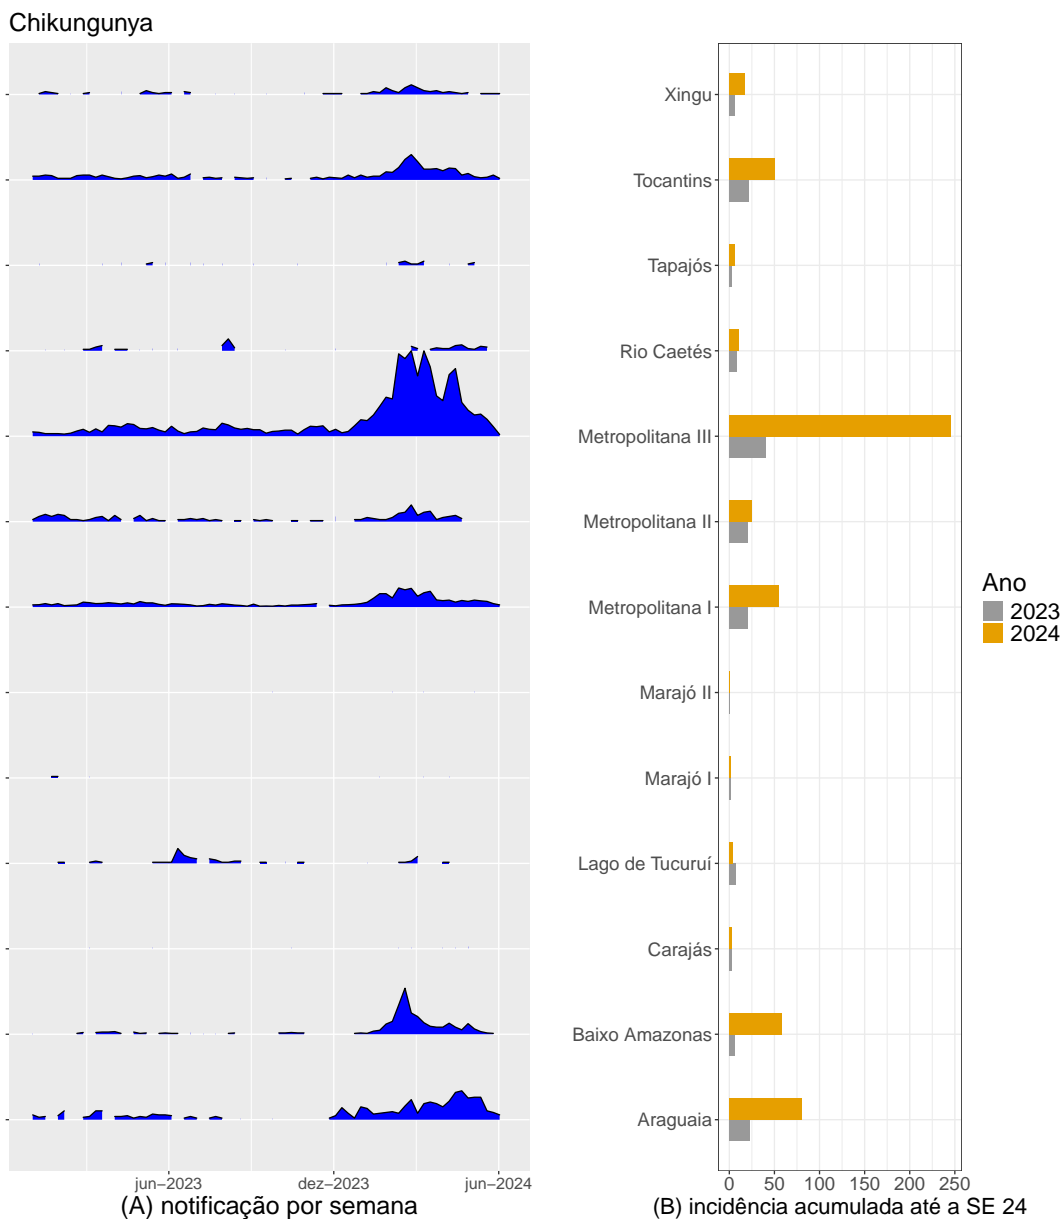 Chikungunya
Xingu
Tocantins
Tapajós
Rio Caetés
Metropolitana III
Metropolitana II
Metropolitana I
Marajó II
Marajó I
Lago de Tucuruí
Carajás
Baixo Amazonas
Araguaia
Ano
2023
2024
jun–2023 dez–2023 jun–2024
0 50 100 150 200 250
(A) notificação por semana
(B) incidência acumulada até a SE 24